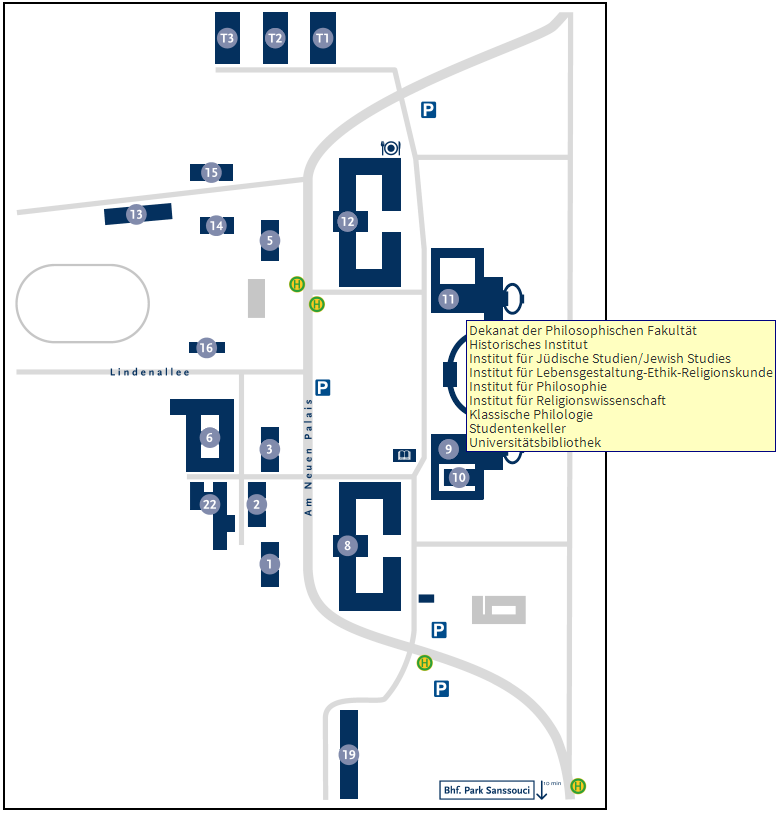 T3
T2
T1
P
15
13
14
12
5
H
11
H
Dekanat der Philosophischen Fakultät
Historisches Institut
Institut für Jüdische Studien/Jewish Studies
Institut für Lebensgestaltung-Ethik-Religionskunde
Institut für Philosophie
Institut für Religionswissenschaft
Klassische Philologie
Studentenkeller
Universitätsbibliothek
16
Lindenallee
P
Am Neuen Palais
6
3
9
10
22
2
8
1
P
H
P
19
Bhf. Park Sanssouci
10 min
H